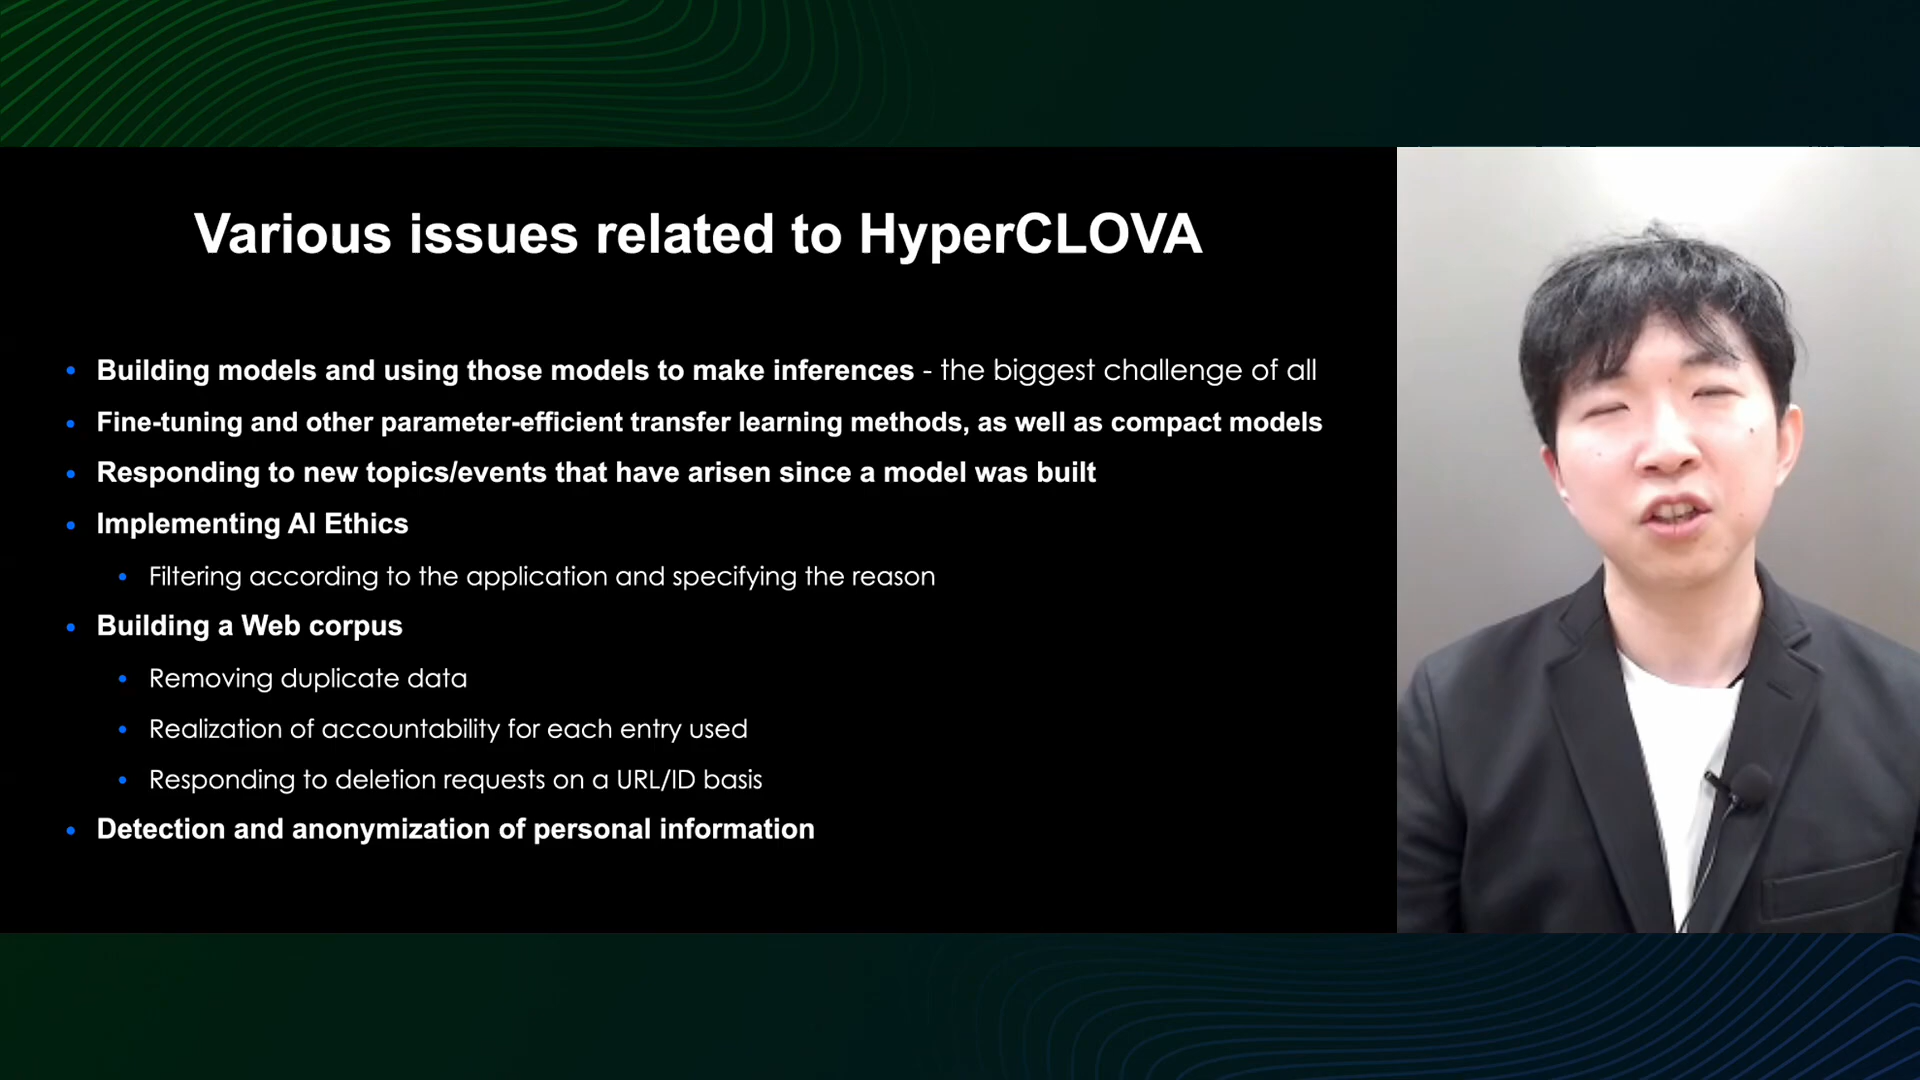 Various issues related to HyperCLOVA
• Building models and using those models to make inferences - the biggest challenge of all
• Fine-tuning and other parameter-efficient transfer learning methods, as well as compact models
• Responding to new topics/events that have arisen since a model was built
• Implementing AI Ethics
• Filtering according to the application and specifying the reason
• Building a Web corpus
• Removing duplicate data
• Realization of accountability for each entry used
• Responding to deletion requests on a URL/ID basis
• Detection and anonymization of personal information